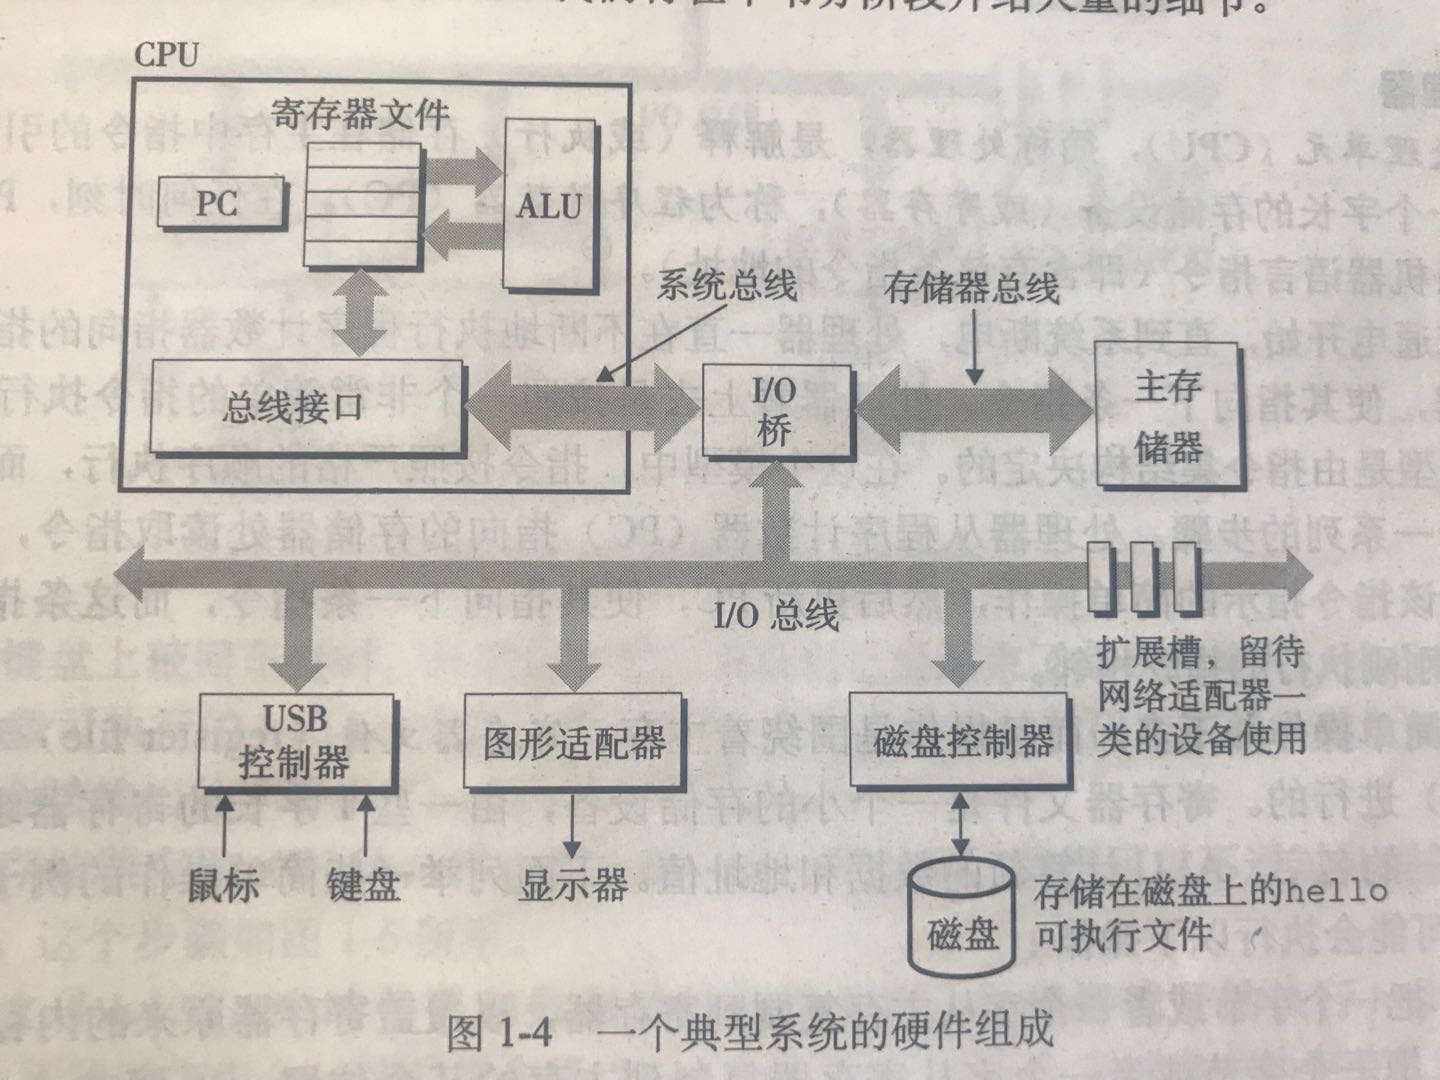 CPU
寄存器文件
PC
ALU
总线接口
系统总线
存储器总线
I/O
桥
主存
储器
I/O 总线
USB
控制器
图形适配器
磁盘控制器
扩展槽，留待
网络适配器一
类的设备使用
鼠标
键盘
显示器
磁盘
存储在磁盘上的hello
可执行文件
图 1-4 一个典型系统的硬件组成